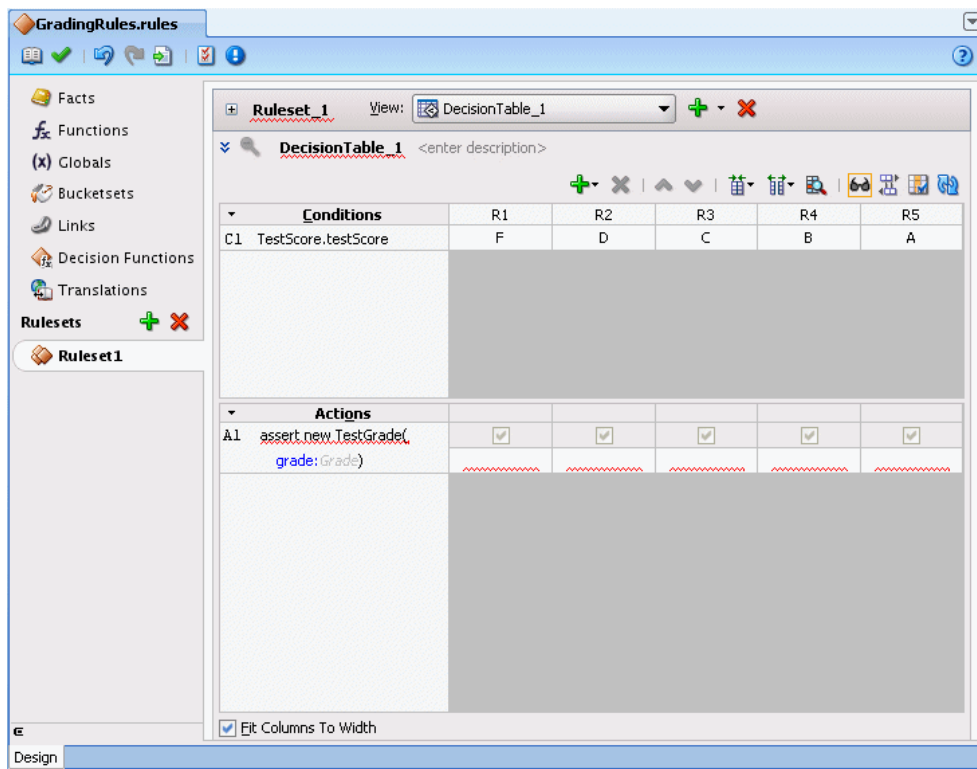 GradingRules.rules
Facts
fx Functions
(x) Globals
Bucketsets
Links
Decision Functions
Translations
Rulesets
Ruleset1
Ruleset_1 View: DecisionTable_1
DecisionTable_1 <enter description>
Conditions R1 R2 R3 R4 R5
C1 TestScore.testScore F D C B A
Actions
A1 assert new TestGrade(
grade:Grade)
Fit Columns To Width
Design